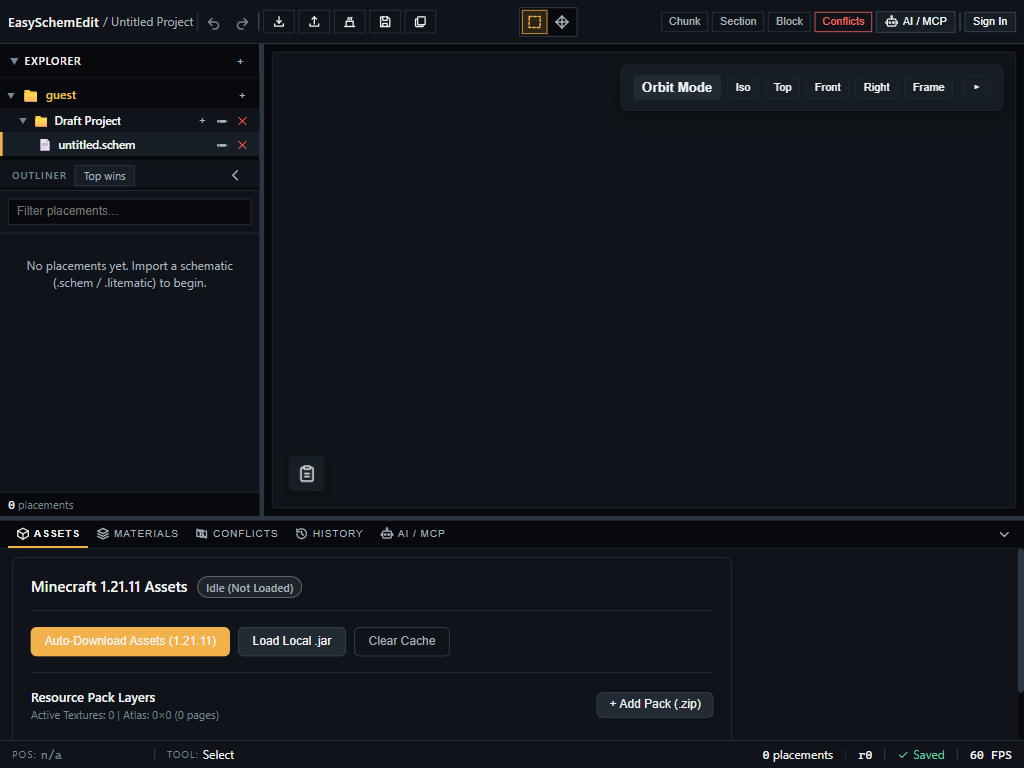 EasySchemEdit / Untitled Project
Chunk Section Block Conflicts AI / MCP Sign In
EXPLORER
guest
Draft Project
untitled.schem
OUTLINER Top wins
Filter placements...
No placements yet. Import a schematic
(.schem / .litematic) to begin.
0 placements
Orbit Mode Iso Top Front Right Frame
ASSETS MATERIALS CONFLICTS HISTORY AI / MCP
Minecraft 1.21.11 Assets Idle (Not Loaded)
Auto-Download Assets (1.21.11) Load Local .jar Clear Cache
Resource Pack Layers
Active Textures: 0 | Atlas: 0×0 (0 pages)
+ Add Pack (.zip)
POS: n/a TOOL: Select 0 placements r0 Saved 60 FPS